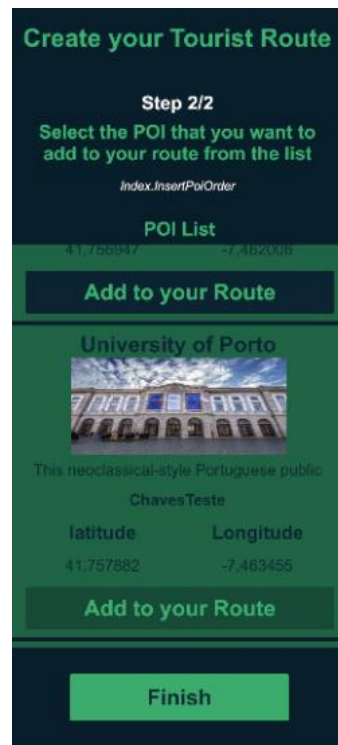 Create your Tourist Route
Step 2/2
Select the POI that you want to
add to your route from the list
Index.InsertPoiOrder
POI List
41,756947 -7,462006
Add to your Route
University of Porto
This neoclassical-style Portuguese public
ChavesTeste
latitude Longitude
41,757882 -7,463455
Add to your Route
Finish